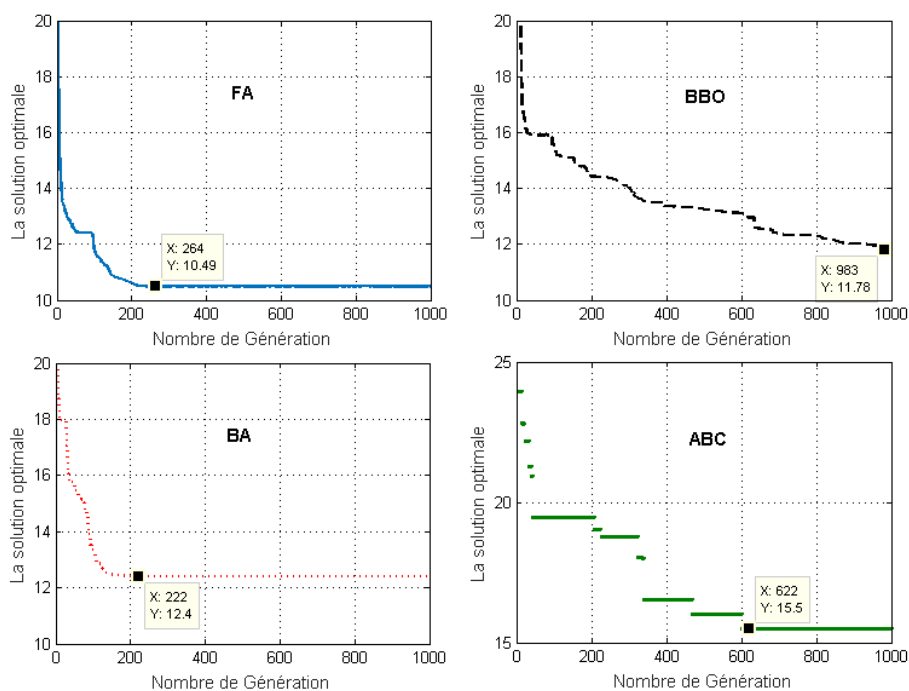 20
18
16
14
12
10
La solution optimale
FA
X: 264
Y: 10.49
0
200
400
600
800
1000
Nombre de Génération
20
18
16
14
12
10
La solution optimale
BBO
X: 983
Y: 11.78
0
200
400
600
800
1000
Nombre de Génération
20
18
16
14
12
10
La solution optimale
BA
X: 222
Y: 12.4
0
200
400
600
800
1000
Nombre de Génération
25
20
15
La solution optimale
ABC
X: 622
Y: 15.5
0
200
400
600
800
1000
Nombre de Génération